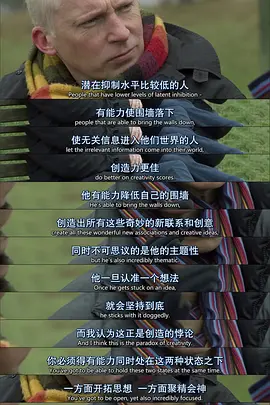 潜在抑制水平比较低的人
People that have lower levels of latent inhibition -
有能力使围墙落下
people that are able to bring the walls down,
使无关信息进入他们世界的人
let the irrelevant information come into their world,
创造力更佳
do better on creativity scores.
他有能力降低自己的围墙
He's able to bring the walls down,
创造出所有这些奇妙的新联系和创意
create all these wonderful new associations and creative ideas,
同时不可思议的是他的主题性
but he's also incredibly thematic.
他一旦认准一个想法
Once he gets stuck on an idea,
就会坚持到底
he sticks with it doggedly.
而我认为这正是创造的悖论
And I think this is the paradox of creativity.
你必须得有能力同时处在这两种状态之下
You've got to be able to hold these two states at the same time.
一方面开拓思想 一方面聚精会神
You've got to be open, yet also incredibly focused.